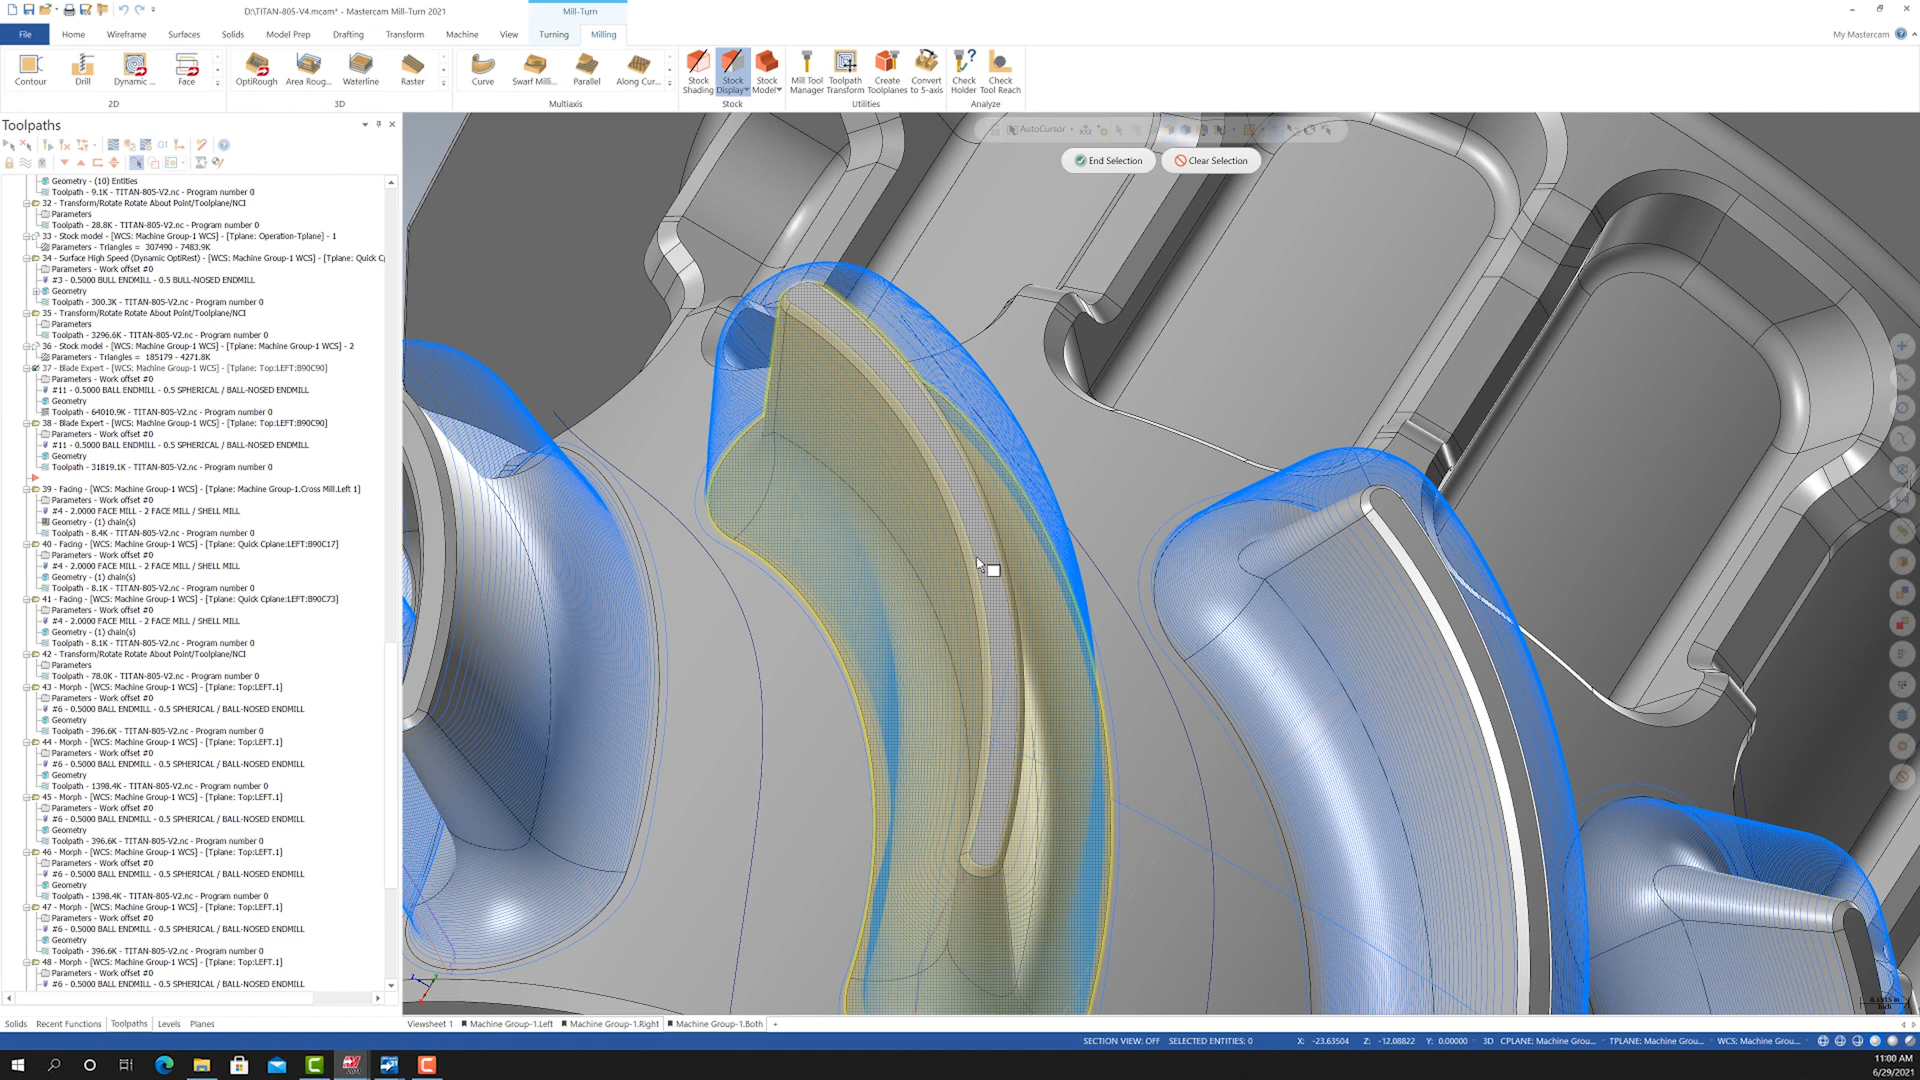 D:\TITAN-805-V4.mcam* - Mastercam Mill-Turn 2021
Mill-Turn
File
Home
Wireframe
Surfaces
Solids
Model Prep
Drafting
Transform
Machine
View
Turning
Milling
My Mastercam
Contour
Drill
Dynamic ...
Face
OptiRough
Area Roug...
Waterline
Raster
Curve
Swarf Milli...
Parallel
Along Cur...
Stock Shading
Stock Display
Stock Model
Mill Tool Manager
Toolpath Transform
Create Toolplanes
Convert to 5-axis
Check Holder
Check Tool Reach
2D
3D
Multiaxis
Stock
Utilities
Analyze
Toolpaths
AutoCursor
End Selection
Clear Selection
G1
Geometry - (10) Entities
Toolpath - 9.1K - TITAN-805-V2.nc - Program number 0
32 - Transform/Rotate Rotate About Point/Toolplane/NCI
Parameters
Toolpath - 28.8K - TITAN-805-V2.nc - Program number 0
33 - Stock model - [WCS: Machine Group-1 WCS] - [Tplane: Operation-Tplane] - 1
Parameters - Triangles = 307490 - 7483.9K
34 - Surface High Speed (Dynamic OptiRest) - [WCS: Machine Group-1 WCS] - [Tplane: Quick C
Parameters - Work offset #0
#3 - 0.5000 BULL ENDMILL - 0.5 BULL-NOSED ENDMILL
Geometry
Toolpath - 300.3K - TITAN-805-V2.nc - Program number 0
35 - Transform/Rotate Rotate About Point/Toolplane/NCI
Parameters
Toolpath - 3296.6K - TITAN-805-V2.nc - Program number 0
36 - Stock model - [WCS: Machine Group-1 WCS] - [Tplane: Machine Group-1 WCS] - 2
Parameters - Triangles = 185179 - 4271.8K
37 - Blade Expert - [WCS: Machine Group-1 WCS] - [Tplane: Top:LEFT:B90C90]
Parameters - Work offset #0
#11 - 0.5000 BALL ENDMILL - 0.5 SPHERICAL / BALL-NOSED ENDMILL
Geometry
Toolpath - 64010.9K - TITAN-805-V2.nc - Program number 0
38 - Blade Expert - [WCS: Machine Group-1 WCS] - [Tplane: Top:LEFT:B90C90]
Parameters - Work offset #0
#11 - 0.5000 BALL ENDMILL - 0.5 SPHERICAL / BALL-NOSED ENDMILL
Geometry
Toolpath - 31819.1K - TITAN-805-V2.nc - Program number 0
39 - Facing - [WCS: Machine Group-1 WCS] - [Tplane: Machine Group-1.Cross Mill.Left 1]
Parameters - Work offset #0
#4 - 2.0000 FACE MILL - 2 FACE MILL / SHELL MILL
Geometry - (1) chain(s)
Toolpath - 8.4K - TITAN-805-V2.nc - Program number 0
40 - Facing - [WCS: Machine Group-1 WCS] - [Tplane: Quick Cplane:LEFT:B90C17]
Parameters - Work offset #0
#4 - 2.0000 FACE MILL - 2 FACE MILL / SHELL MILL
Geometry - (1) chain(s)
Toolpath - 8.1K - TITAN-805-V2.nc - Program number 0
41 - Facing - [WCS: Machine Group-1 WCS] - [Tplane: Quick Cplane:LEFT:B90C73]
Parameters - Work offset #0
#4 - 2.0000 FACE MILL - 2 FACE MILL / SHELL MILL
Geometry - (1) chain(s)
Toolpath - 8.1K - TITAN-805-V2.nc - Program number 0
42 - Transform/Rotate Rotate About Point/Toolplane/NCI
Parameters
Toolpath - 78.0K - TITAN-805-V2.nc - Program number 0
43 - Morph - [WCS: Machine Group-1 WCS] - [Tplane: Top:LEFT.1]
Parameters - Work offset #0
#6 - 0.5000 BALL ENDMILL - 0.5 SPHERICAL / BALL-NOSED ENDMILL
Geometry
Toolpath - 396.6K - TITAN-805-V2.nc - Program number 0
44 - Morph - [WCS: Machine Group-1 WCS] - [Tplane: Top:LEFT.1]
Parameters - Work offset #0
#6 - 0.5000 BALL ENDMILL - 0.5 SPHERICAL / BALL-NOSED ENDMILL
Geometry
Toolpath - 1398.4K - TITAN-805-V2.nc - Program number 0
45 - Morph - [WCS: Machine Group-1 WCS] - [Tplane: Top:LEFT.1]
Parameters - Work offset #0
#6 - 0.5000 BALL ENDMILL - 0.5 SPHERICAL / BALL-NOSED ENDMILL
Geometry
Toolpath - 396.6K - TITAN-805-V2.nc - Program number 0
46 - Morph - [WCS: Machine Group-1 WCS] - [Tplane: Top:LEFT.1]
Parameters - Work offset #0
#6 - 0.5000 BALL ENDMILL - 0.5 SPHERICAL / BALL-NOSED ENDMILL
Geometry
Toolpath - 1398.4K - TITAN-805-V2.nc - Program number 0
47 - Morph - [WCS: Machine Group-1 WCS] - [Tplane: Top:LEFT.1]
Parameters - Work offset #0
#6 - 0.5000 BALL ENDMILL - 0.5 SPHERICAL / BALL-NOSED ENDMILL
Geometry
Toolpath - 396.6K - TITAN-805-V2.nc - Program number 0
48 - Morph - [WCS: Machine Group-1 WCS] - [Tplane: Top:LEFT.1]
Parameters - Work offset #0
#6 - 0.5000 BALL ENDMILL - 0.5 SPHERICAL / BALL-NOSED ENDMILL
Solids
Recent Functions
Toolpaths
Levels
Planes
Viewsheet 1
Machine Group-1.Left
Machine Group-1.Right
Machine Group-1.Both
+
SECTION VIEW: OFF
SELECTED ENTITIES: 0
X: -23.63504
Z: -12.08822
Y: 0.00000
3D
CPLANE: Machine Grou...
TPLANE: Machine Grou...
WCS: Machine Grou...
11:00 AM
6/29/2021